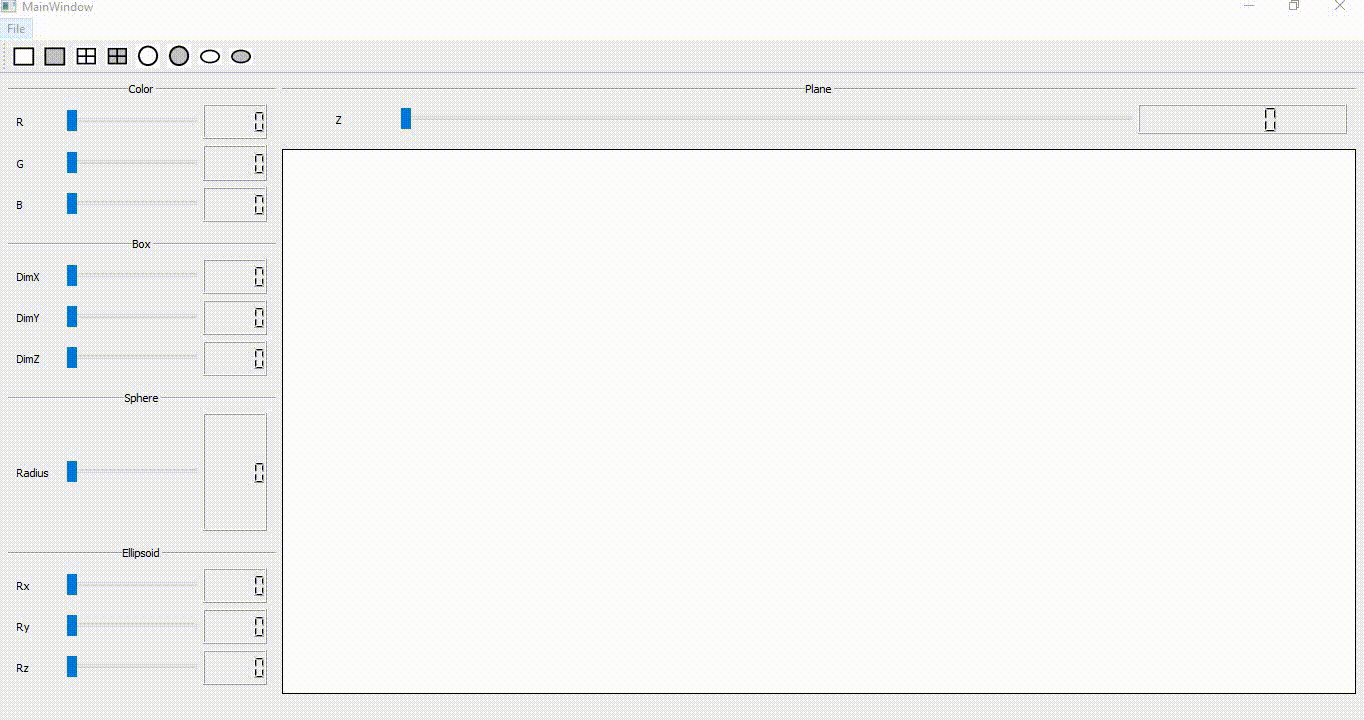 MainWindow
File
Color
Plane
R 0
Z 0
G 0
B 0
Box
DimX 0
DimY 0
DimZ 0
Sphere
Radius 0
Ellipsoid
Rx 0
Ry 0
Rz 0